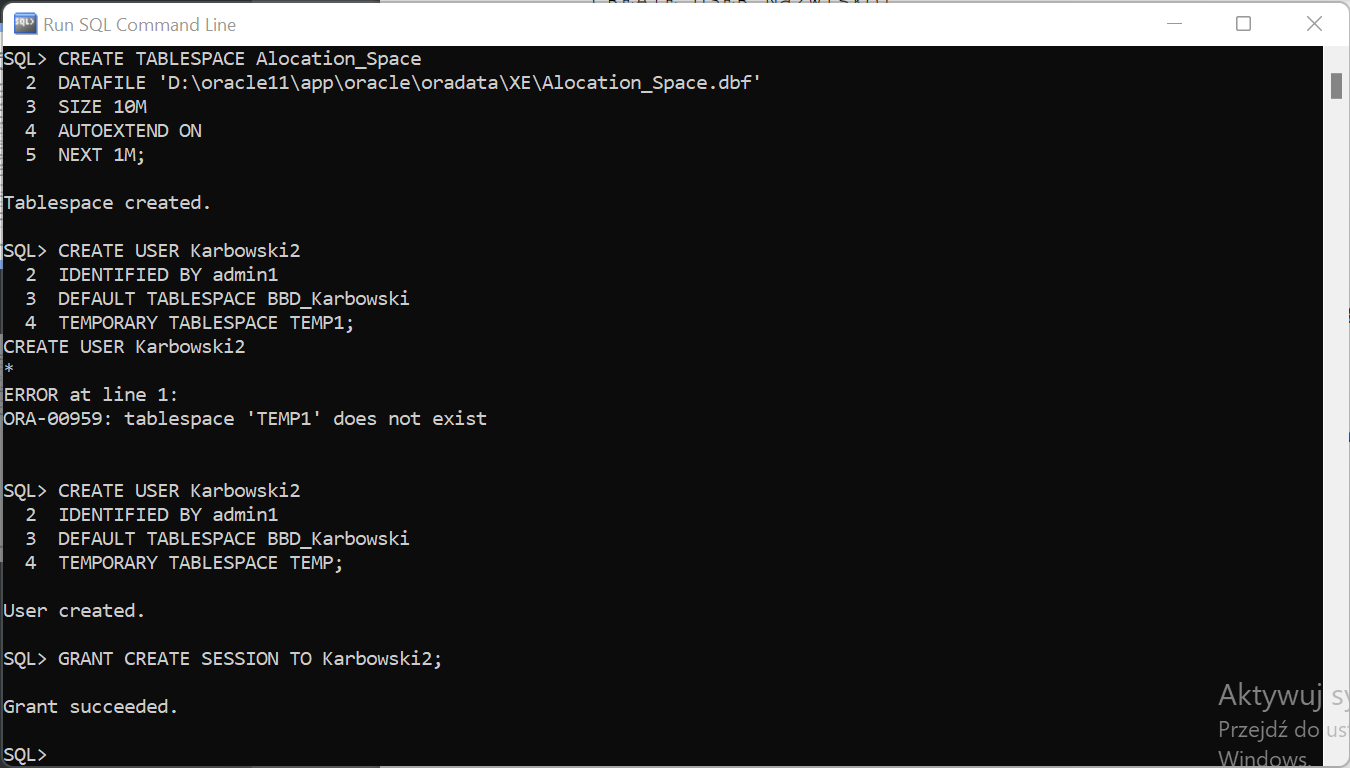 Run SQL Command Line
SQL> CREATE TABLESPACE Alocation_Space
2 DATAFILE 'D:\oracle11\app\oracle\oradata\XE\Alocation_Space.dbf'
3 SIZE 10M
4 AUTOEXTEND ON
5 NEXT 1M;
Tablespace created.
SQL> CREATE USER Karbowski2
2 IDENTIFIED BY admin1
3 DEFAULT TABLESPACE BBD_Karbowski
4 TEMPORARY TABLESPACE TEMP1;
CREATE USER Karbowski2
*
ERROR at line 1:
ORA-00959: tablespace 'TEMP1' does not exist
SQL> CREATE USER Karbowski2
2 IDENTIFIED BY admin1
3 DEFAULT TABLESPACE BBD_Karbowski
4 TEMPORARY TABLESPACE TEMP;
User created.
SQL> GRANT CREATE SESSION TO Karbowski2;
Grant succeeded.
SQL>
Aktywuj sy
Przejdź do ust
Windows.